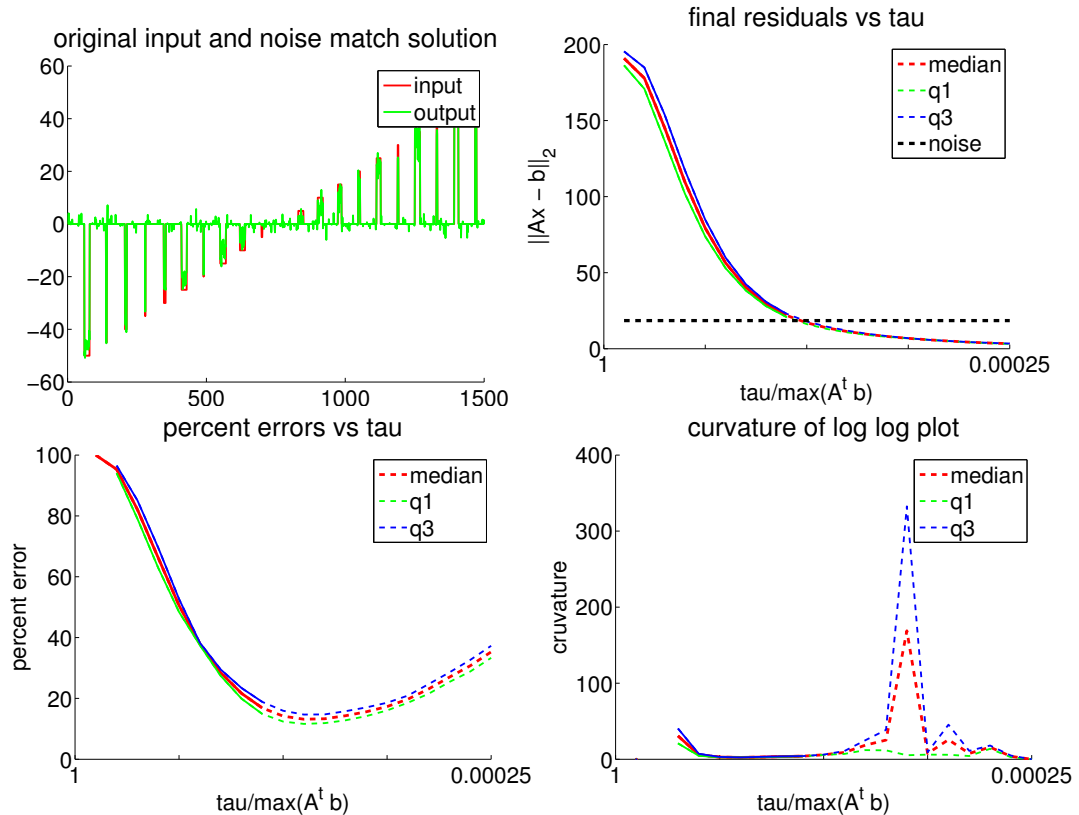 original input and noise match solution
60
40
20
0
−20
−40
−60
0
500
1000
1500
input
output
final residuals vs tau
200
150
100
50
0
||Ax − b||2
1
0.00025
tau/max(Aᵗ b)
median
q1
q3
noise
percent errors vs tau
100
80
60
40
20
0
percent error
1
0.00025
tau/max(Aᵗ b)
median
q1
q3
curvature of log log plot
400
300
200
100
0
cruvature
1
0.00025
tau/max(Aᵗ b)
median
q1
q3